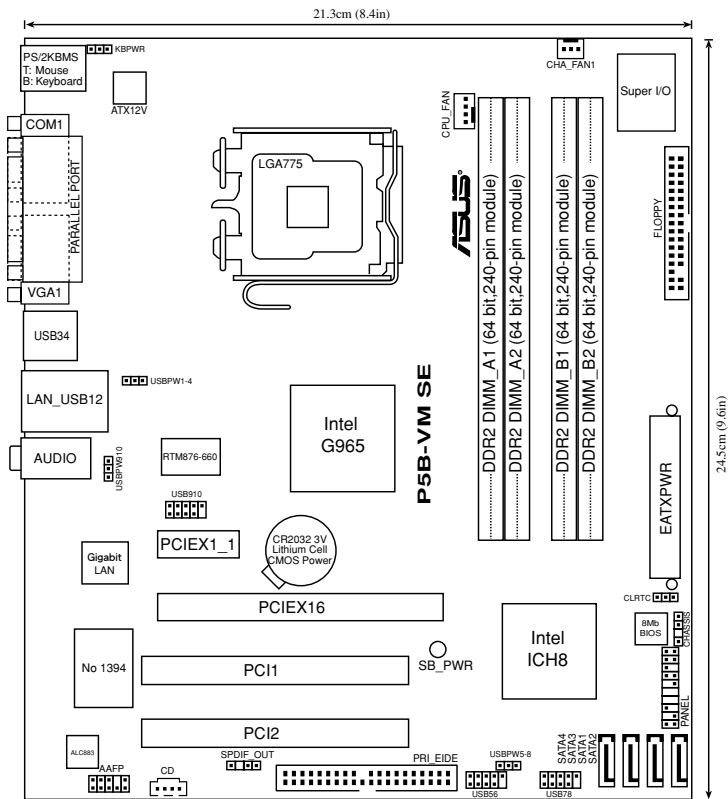 21.3cm (8.4in)
PS/2KBMS
T: Mouse
B: Keyboard
KBPWR
ATX12V
CHA_FAN1
CPU_FAN
Super I/O
COM1
PARALLEL PORT
VGA1
LGA775
ASUS
DDR2 DIMM_A1 (64 bit,240-pin module)
DDR2 DIMM_A2 (64 bit,240-pin module)
DDR2 DIMM_B1 (64 bit,240-pin module)
DDR2 DIMM_B2 (64 bit,240-pin module)
FLOPPY
24.5cm (9.6in)
USB34
LAN_USB12
USBPW1-4
AUDIO
USBPW910
RTM876-660
Intel
G965
P5B-VM SE
EATXPWR
USB910
PCIEX1_1
CR2032 3V
Lithium Cell
CMOS Power
Gigabit
LAN
PCIEX16
CLRTC
8Mb
BIOS
CHASSIS
No 1394
PCI1
SB_PWR
Intel
ICH8
PANEL
PCI2
ALC883
AAFP
CD
SPDIF_OUT
PRI_EIDE
USBPW5-8
USB56
USB78
SATA4
SATA3
SATA1
SATA2